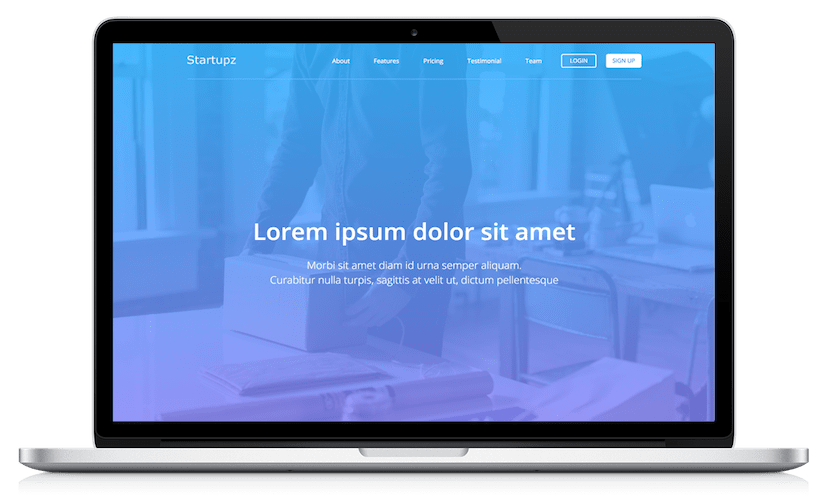 Startupz
About
Features
Pricing
Testimonial
Team
LOGIN
SIGN UP
Lorem ipsum dolor sit amet
Morbi sit amet diam id urna semper aliquam.
Curabitur nulla turpis, sagittis at velit ut, dictum pellentesque